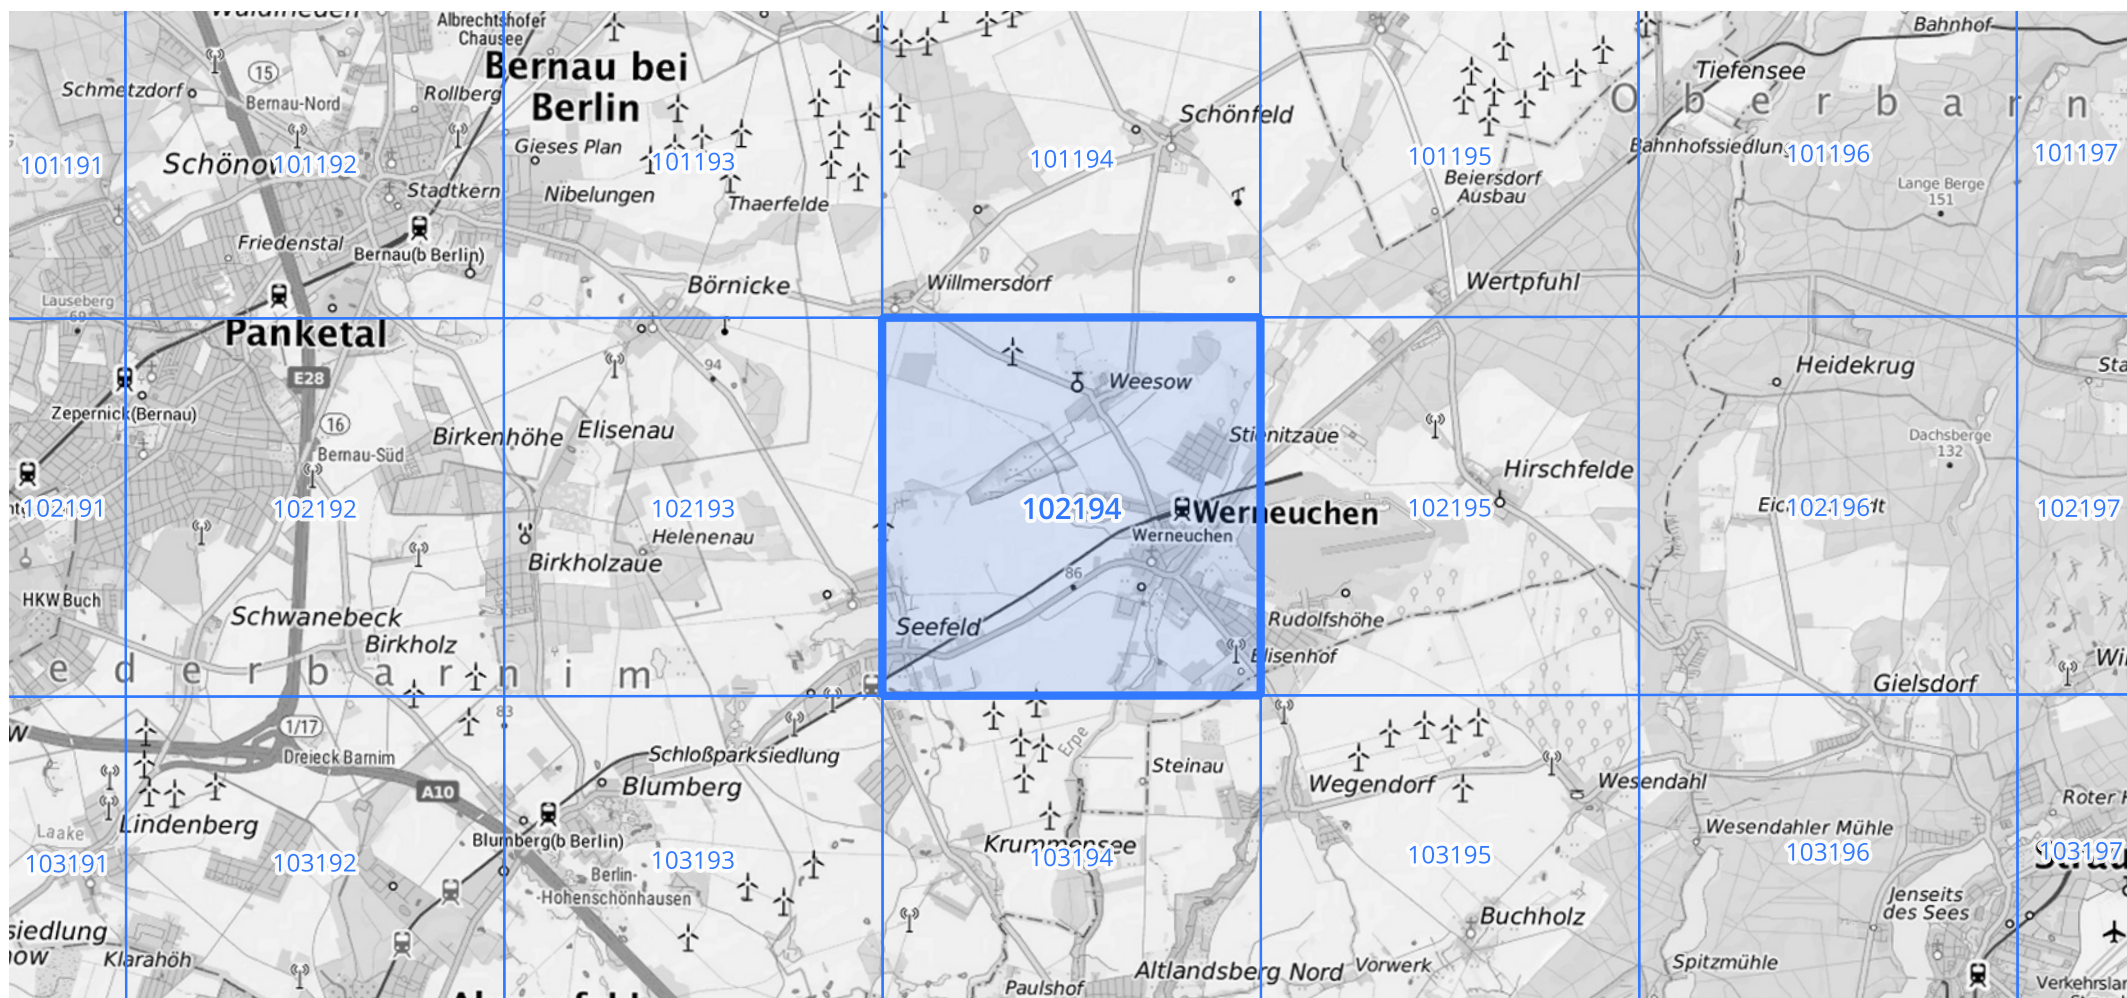 Albrechtshofer
Chausee
Bernau bei
Berlin
15
Schmetzdorf
Bernau-Nord
Rollberg
Schönow
Gieses Plan
Stadtkern
Nibelungen
Thaerfelde
Friedenstal
Bernau(b Berlin)
Börnicke
Willmersdorf
Schönfeld
Beiersdorf
Ausbau
Wertpfuhl
Bahnhof
Tiefensee
O b e r b a r n
Bahnhofssiedlung
Lange Berge
151
101191
101192
101193
101194
101195
101196
101197
Lauseberg
69
Panketal
E28
Zepernick(Bernau)
16
Bernau-Süd
Birkenhöhe
Elisenau
94
Weesow
Stienitzaue
Hirschfelde
Heidekrug
Dachsberge
132
Sta
102191
102192
102193
102194
102195
102196
102197
Helenenau
Birkholzaue
Werneuchen
Werneuchen
86
HKW Buch
Schwanebeck
Birkholz
Seefeld
Rudolfshöhe
Elisenhof
e d e r b a r n i m
Gielsdorf
83
1/17
Dreieck Barnim
A10
Schloßparksiedlung
Blumberg
Erpe
Steinau
Wegendorf
Wesendahl
Roter
Lindenberg
Laake
Blumberg(b Berlin)
Krummensee
Wesendahler Mühle
103191
103192
103193
103194
103195
103196
103197
Berlin-
-Hohenschönhausen
Buchholz
Jenseits
des Sees
siedlung
Klarahöh
Altlandsberg Nord
Vorwerk
Spitzmühle
Paulshof
Verkehrsla